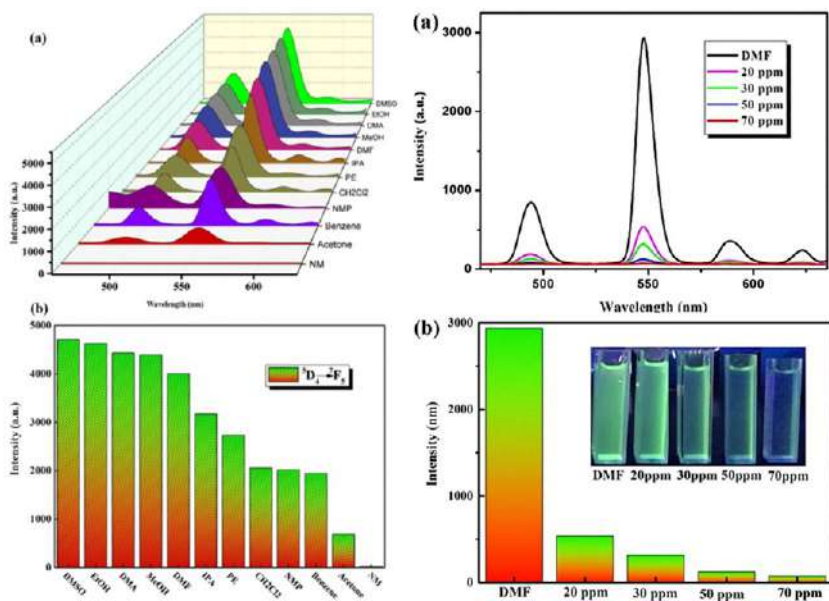 (a)
5000
4000
3000
2000
1000
0
Intensity (a.u.)
500
550
600
Wavelength (nm)
DMSO
EtOH
DMA
MeOH
DMF
IPA
PE
CH2Cl2
NMP
Benzene
Acetone
NM
(a)
3000
2000
1000
0
Intensity (a.u.)
500
550
600
Wavelength (nm)
DMF
20 ppm
30 ppm
50 ppm
70 ppm
(b)
5000
4000
3000
2000
1000
0
Intensity (a.u.)
⁵D₄→⁷F₅
DMSO
EtOH
DMA
MeOH
DMF
IPA
PE
CH2Cl2
NMP
Benzene
Acetone
NM
(b)
3000
2000
1000
0
Intensity (nm)
DMF 20ppm 30ppm 50ppm 70ppm
DMF 20 ppm 30 ppm 50 ppm 70 ppm